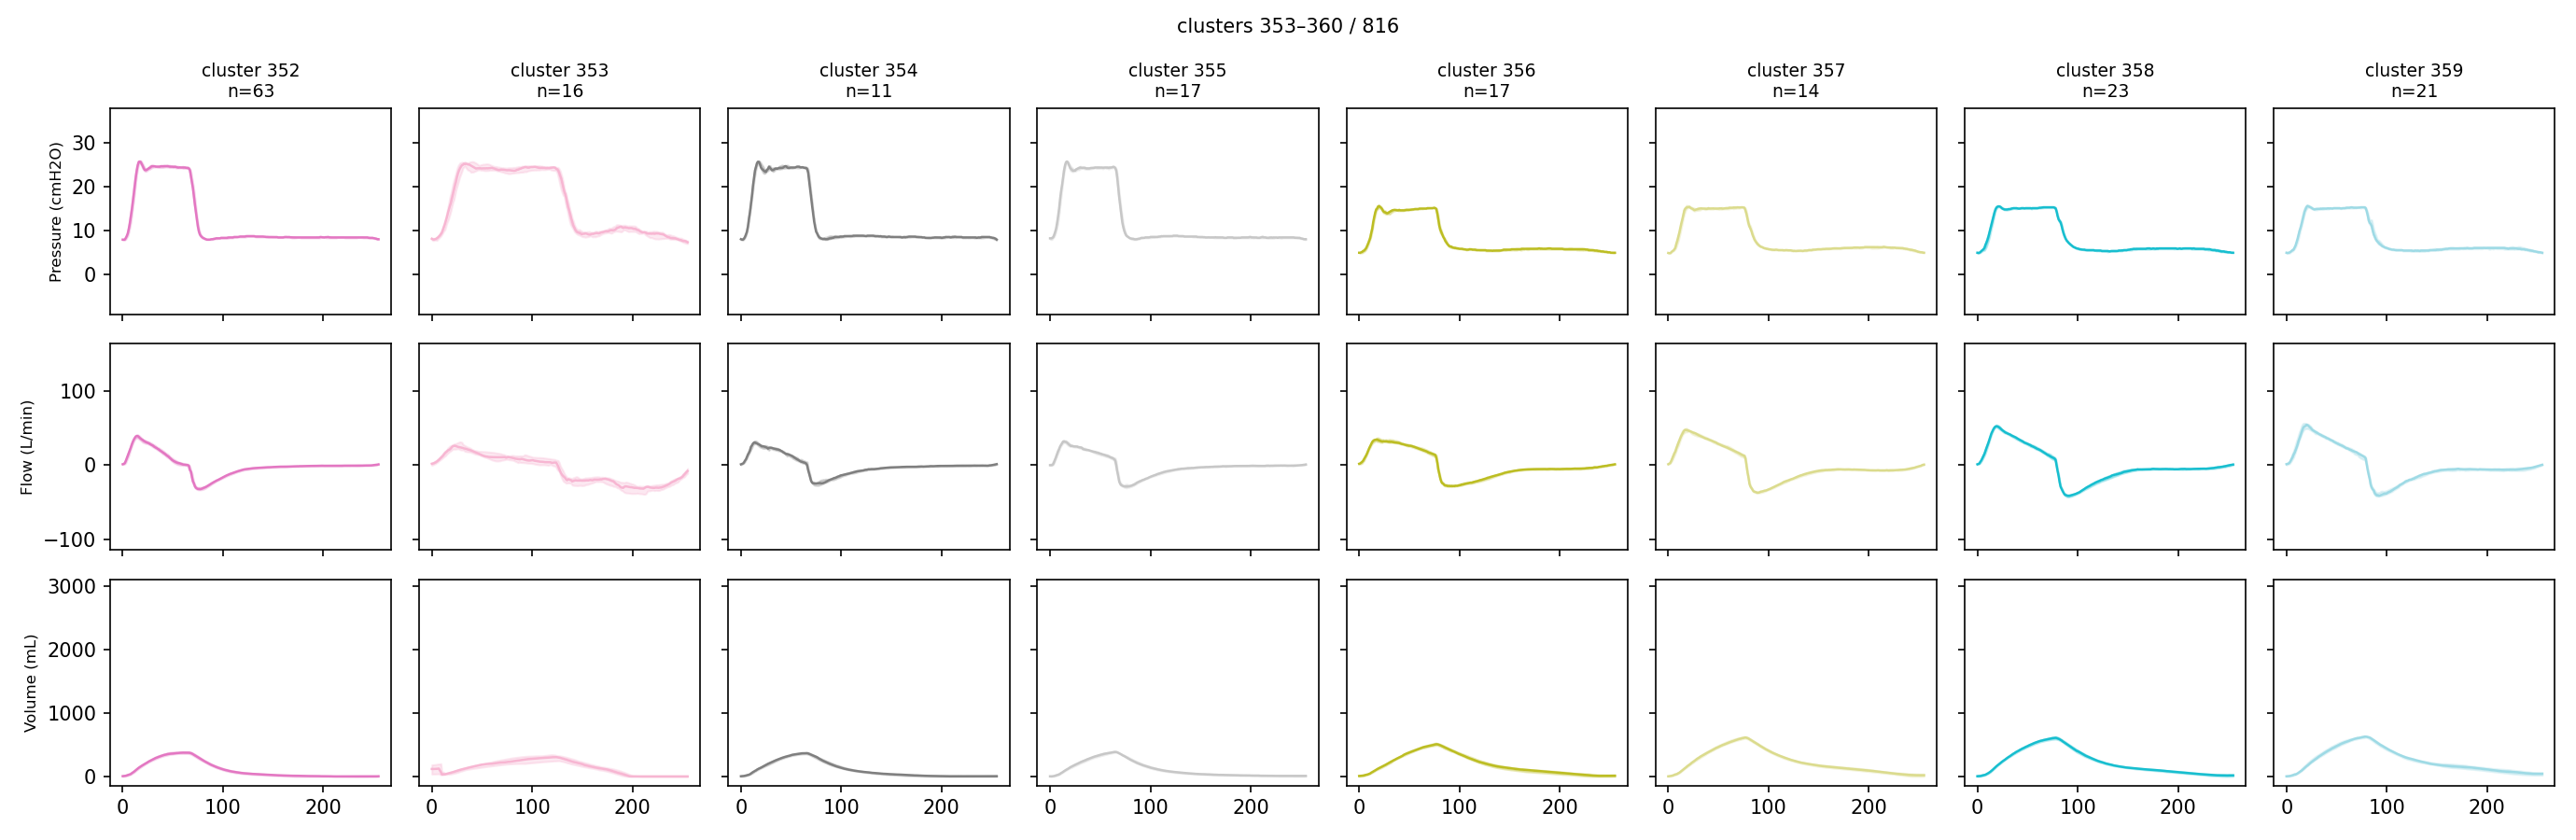 clusters 353–360 / 816
cluster 352
n=63
cluster 353
n=16
cluster 354
n=11
cluster 355
n=17
cluster 356
n=17
cluster 357
n=14
cluster 358
n=23
cluster 359
n=21
Pressure (cmH2O)
30
20
10
0
Flow (L/min)
100
0
−100
Volume (mL)
3000
2000
1000
0
0 100 200
0 100 200
0 100 200
0 100 200
0 100 200
0 100 200
0 100 200
0 100 200